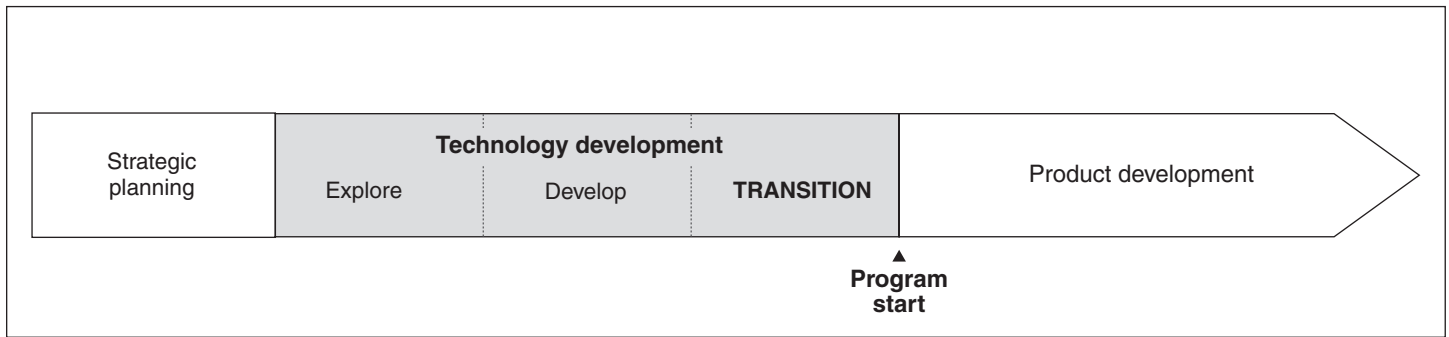 Strategic
planning
Technology development
Explore
Develop
TRANSITION
Product development
Program
start